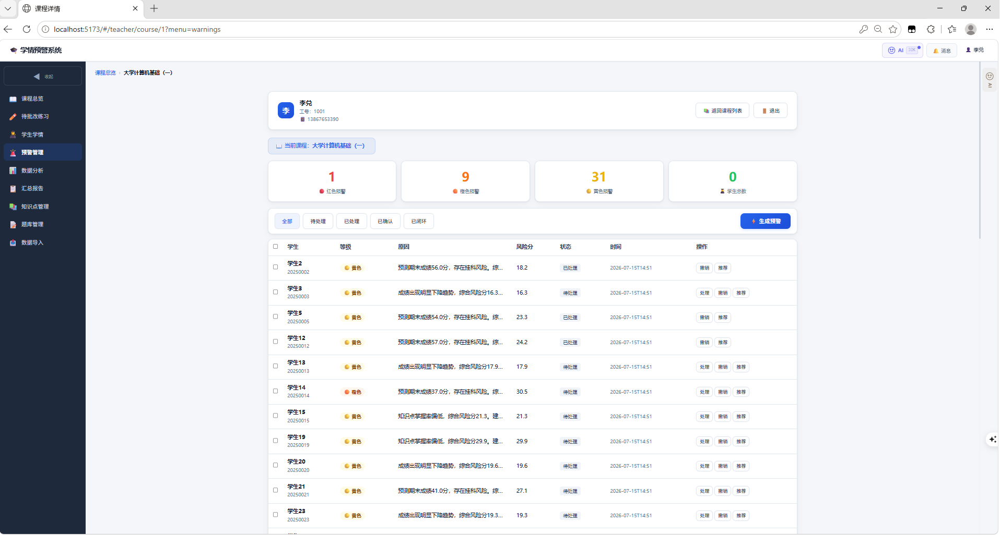 课程详情
localhost:5173/#/teacher/course/1?menu=warnings
学情预警系统
AI ⌘K 消息 李兑
收起
课程总览
待批改练习
学生学情
预警管理
数据分析
汇总报告
知识点管理
题库管理
数据导入
课程总览 › 大学计算机基础（一）
AI
李
李兑
工号：1001
13867653390
返回课程列表 退出
当前课程：大学计算机基础（一）
1 红色预警
9 橙色预警
31 黄色预警
0 学生总数
全部 待处理 已处理 已确认 已闭环 生成预警
学生 等级 原因 风险分 状态 时间 操作
学生2 20250002 黄色 预测期末成绩56.0分，存在挂科风险。综... 18.2 已处理 2026-07-15T14:51 撤销 推荐
学生3 20250003 黄色 成绩出现明显下降趋势，综合风险分16.3... 16.3 待处理 2026-07-15T14:51 处理 撤销 推荐
学生5 20250005 黄色 预测期末成绩54.0分，存在挂科风险。综... 23.3 已处理 2026-07-15T14:51 撤销 推荐
学生12 20250012 黄色 预测期末成绩57.0分，存在挂科风险。综... 24.2 已处理 2026-07-15T14:51 撤销 推荐
学生13 20250013 黄色 成绩出现明显下降趋势，综合风险分17.9... 17.9 待处理 2026-07-15T14:51 处理 撤销 推荐
学生14 20250014 橙色 预测期末成绩37.0分，存在挂科风险。综... 30.5 待处理 2026-07-15T14:51 处理 撤销 推荐
学生15 20250015 黄色 知识点掌握率偏低，综合风险分21.3。建... 21.3 待处理 2026-07-15T14:51 处理 撤销 推荐
学生19 20250019 黄色 知识点掌握率偏低，综合风险分29.9。建... 29.9 待处理 2026-07-15T14:51 处理 撤销 推荐
学生20 20250020 黄色 成绩出现明显下降趋势，综合风险分19.6... 19.6 待处理 2026-07-15T14:51 处理 撤销 推荐
学生21 20250021 黄色 预测期末成绩41.0分，存在挂科风险。综... 27.1 待处理 2026-07-15T14:51 处理 撤销 推荐
学生23 20250023 黄色 成绩出现明显下降趋势，综合风险分19.3... 19.3 待处理 2026-07-15T14:51 处理 撤销 推荐